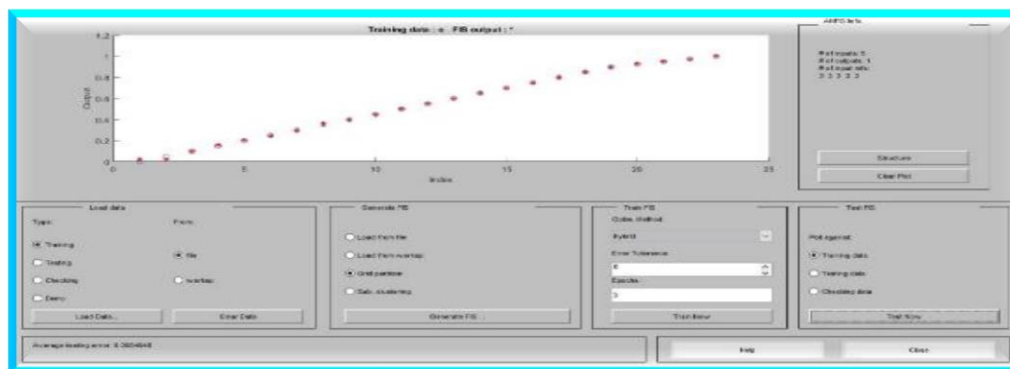 Training data : o   FIS output : *
ANFIS Info.
1.2
1
0.8
0.6
0.4
0.2
0
0 5 10 15 20 25
Output
Index
# of inputs: 5
# of outputs: 1
# of input mfs:
3 3 3 3 3
Structure
Clear Plot
Load data
Type:
From:
Training
Testing
Checking
Demo
file
worksp.
Load Data...
Clear Data
Generate FIS
Load from file
Load from worksp.
Grid partition
Sub. clustering
Generate FIS ...
Train FIS
Optim. Method:
hybrid
Error Tolerance:
0
Epochs:
3
Train Now
Test FIS
Plot against:
Training data
Testing data
Checking data
Test Now
Average testing error:
Help
Close